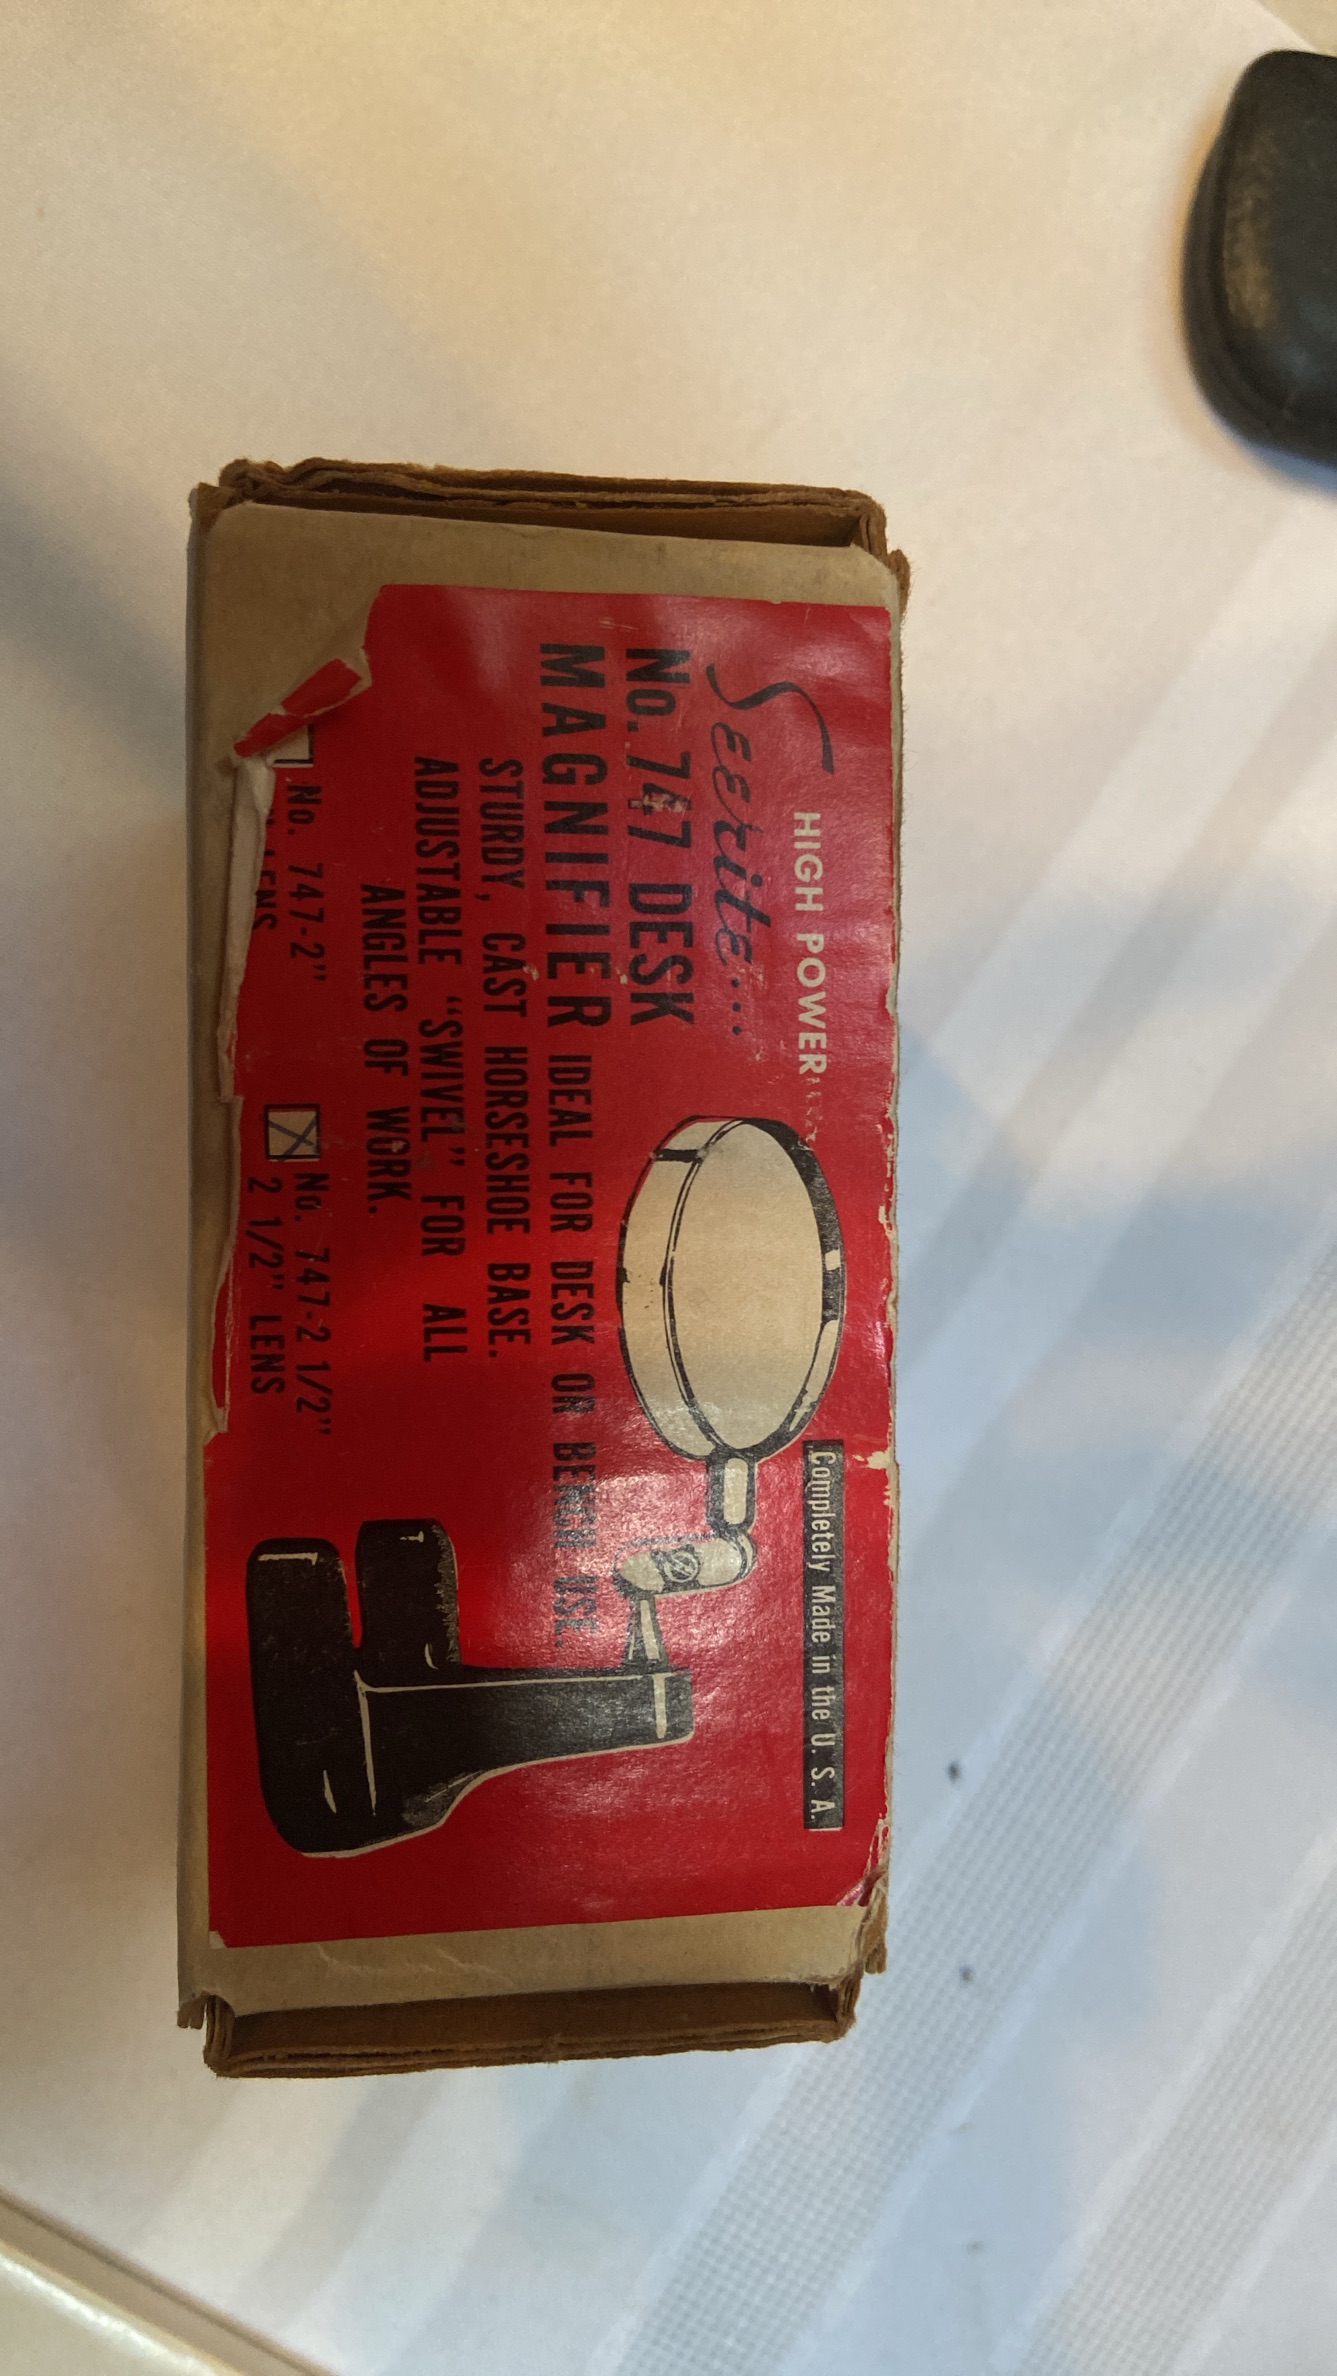 HIGH POWER
Seerite...
Completely Made in the U. S. A.
No. 747 DESK
MAGNIFIER IDEAL FOR DESK OR BENCH USE.
STURDY, CAST HORSESHOE BASE.
ADJUSTABLE "SWIVEL" FOR ALL
ANGLES OF WORK.
No. 747-2"
LENS
No. 747-2 1/2"
2 1/2" LENS